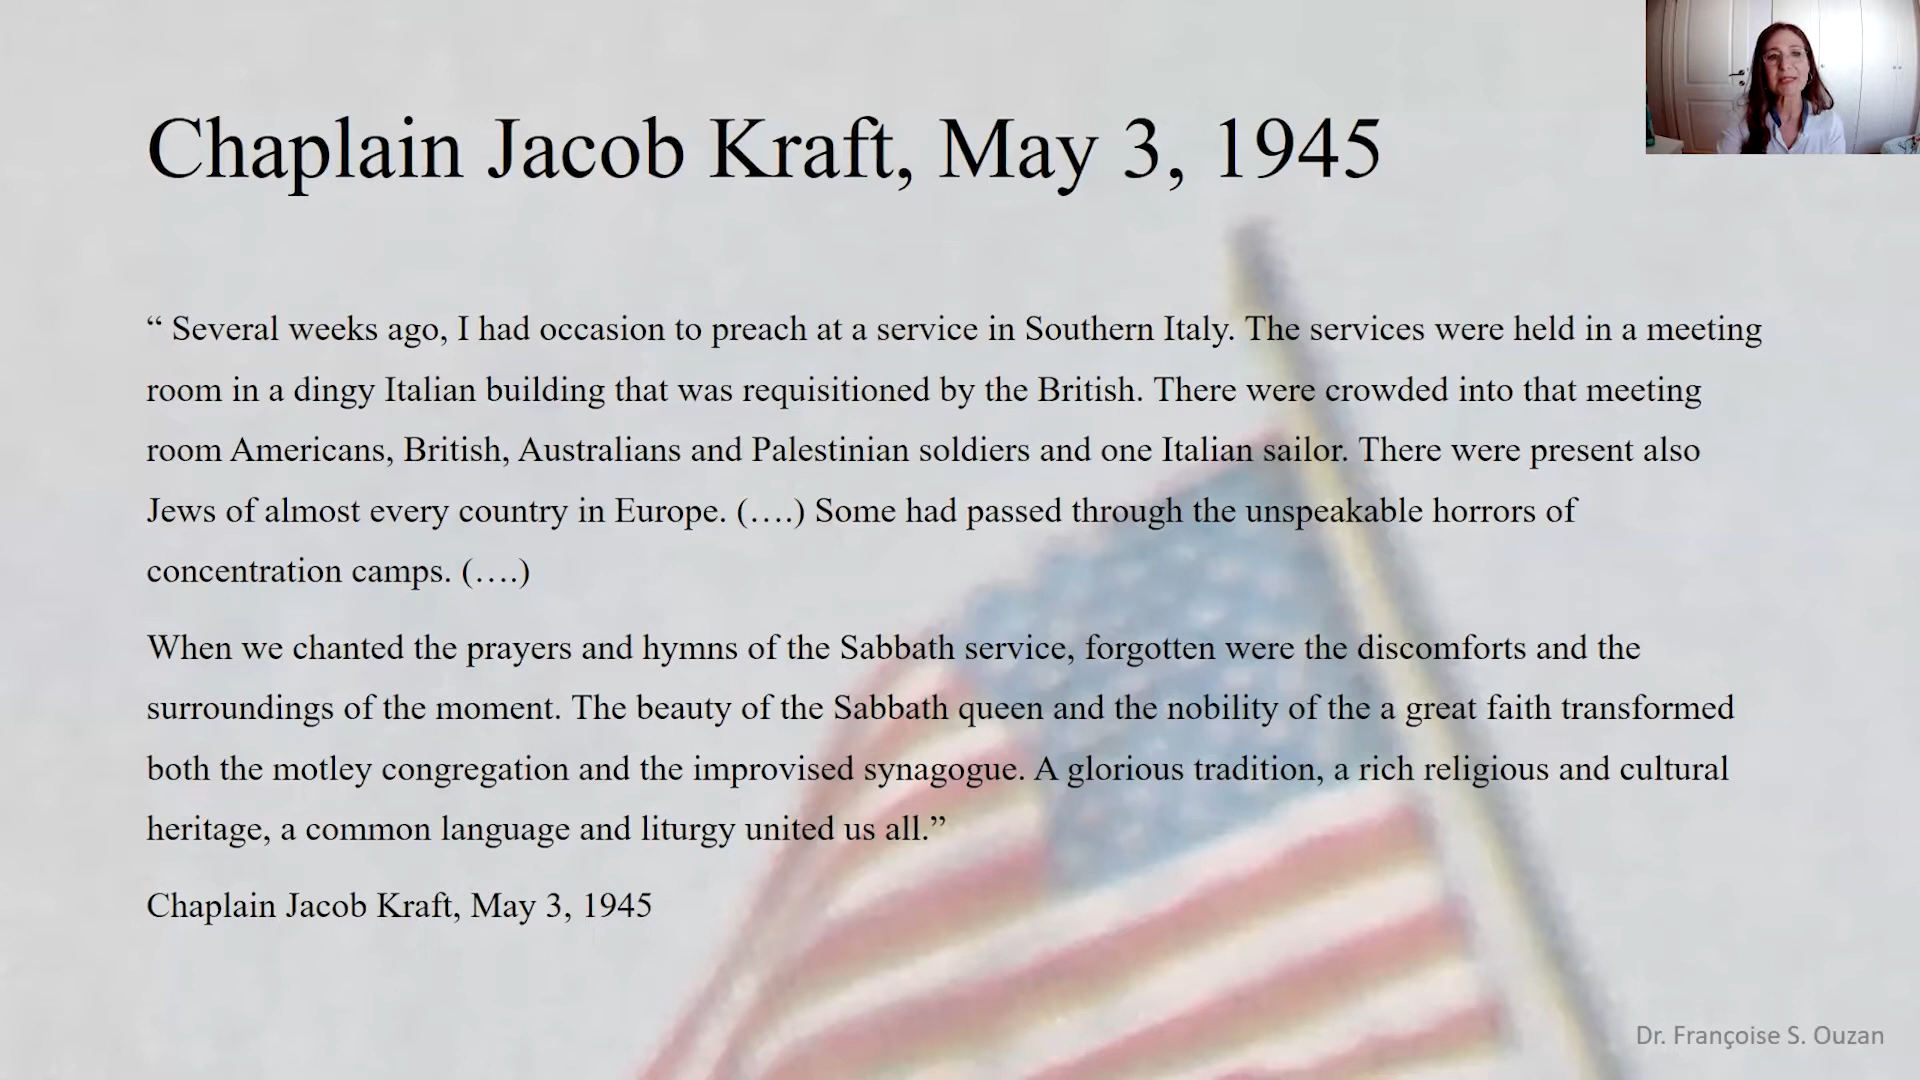 Chaplain Jacob Kraft, May 3, 1945
“ Several weeks ago, I had occasion to preach at a service in Southern Italy. The services were held in a meeting
room in a dingy Italian building that was requisitioned by the British. There were crowded into that meeting
room Americans, British, Australians and Palestinian soldiers and one Italian sailor. There were present also
Jews of almost every country in Europe. (….) Some had passed through the unspeakable horrors of
concentration camps. (….)
When we chanted the prayers and hymns of the Sabbath service, forgotten were the discomforts and the
surroundings of the moment. The beauty of the Sabbath queen and the nobility of the a great faith transformed
both the motley congregation and the improvised synagogue. A glorious tradition, a rich religious and cultural
heritage, a common language and liturgy united us all.”
Chaplain Jacob Kraft, May 3, 1945
Dr. Françoise S. Ouzan